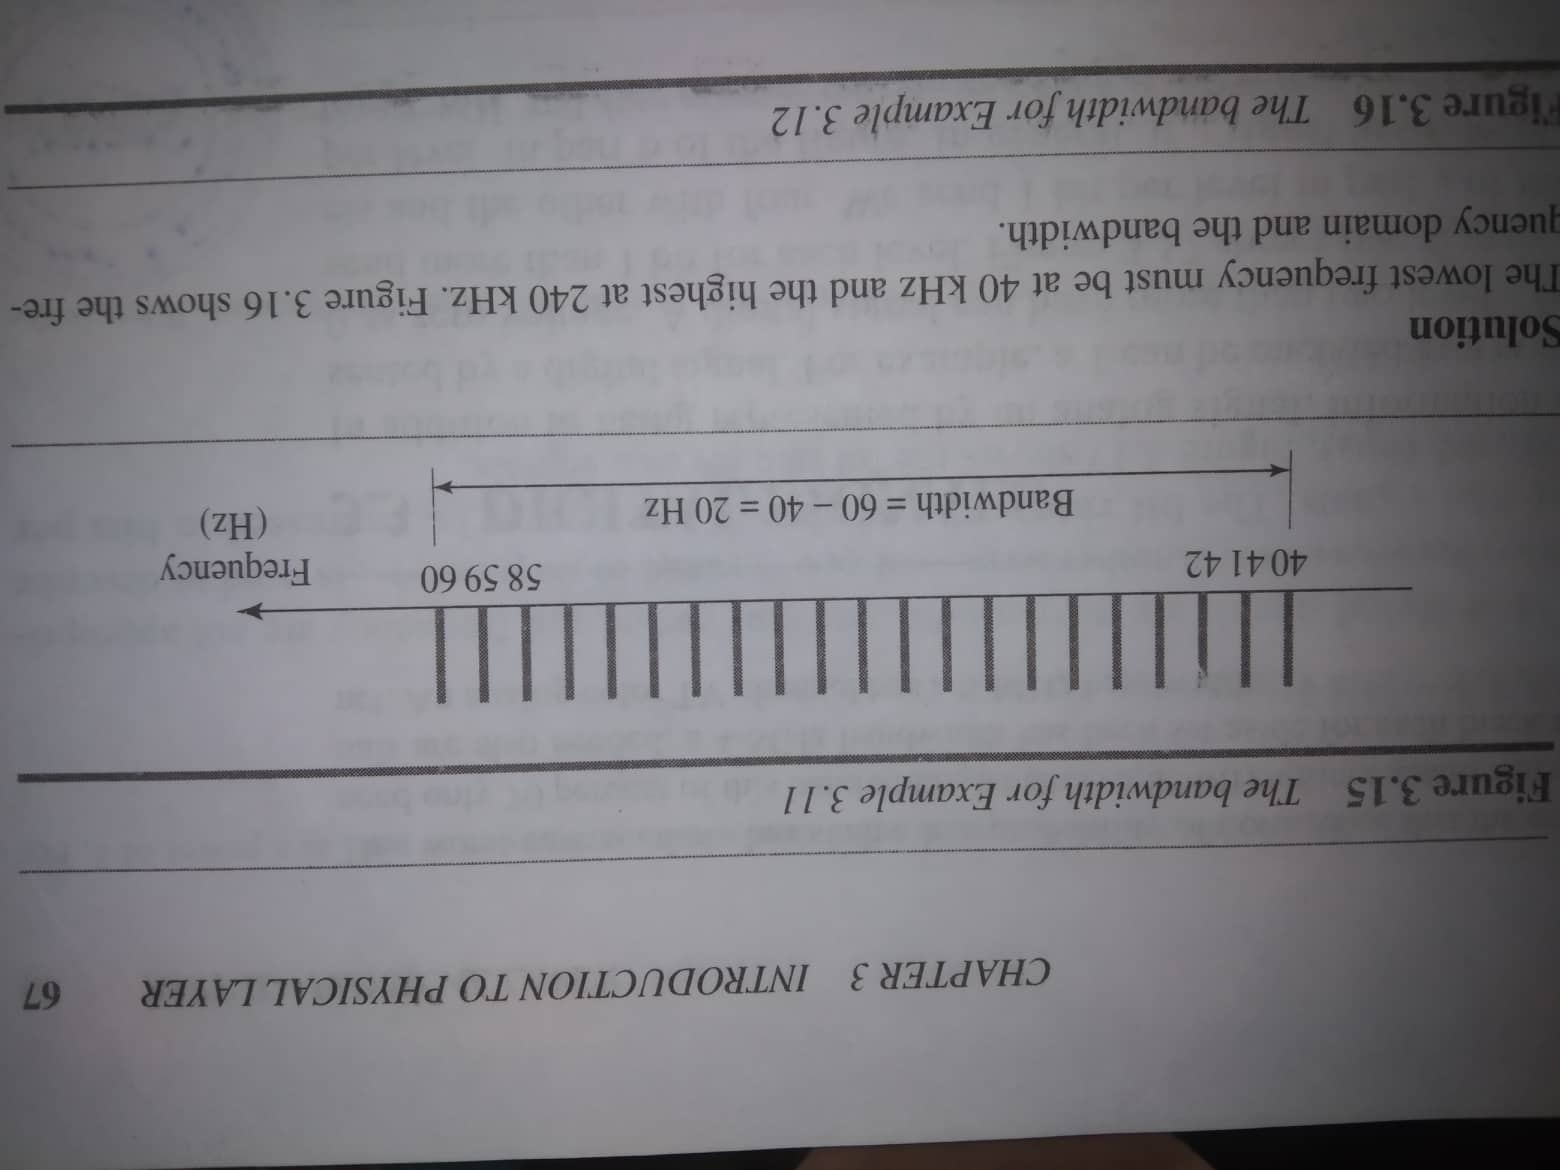 CHAPTER 3 INTRODUCTION TO PHYSICAL LAYER 67
Figure 3.15 The bandwidth for Example 3.11
40 41 42 58 59 60 Frequency
(Hz)
Bandwidth = 60 – 40 = 20 Hz
Solution
The lowest frequency must be at 40 kHz and the highest at 240 kHz. Figure 3.16 shows the fre-
quency domain and the bandwidth.
Figure 3.16 The bandwidth for Example 3.12